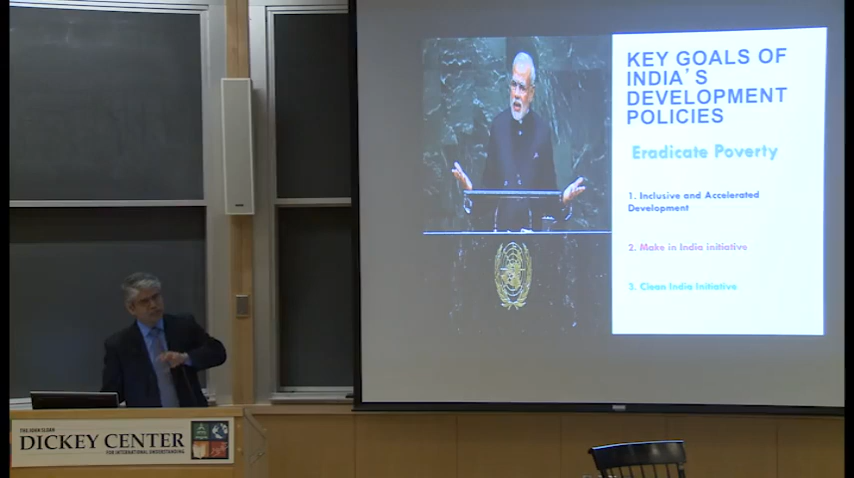 KEY GOALS OF
INDIA'S
DEVELOPMENT
POLICIES
Eradicate Poverty
1. Inclusive and Accelerated
Development
2. Make in India initiative
3. Clean India Initiative
THE JOHN SLOAN
DICKEY CENTER
FOR INTERNATIONAL UNDERSTANDING